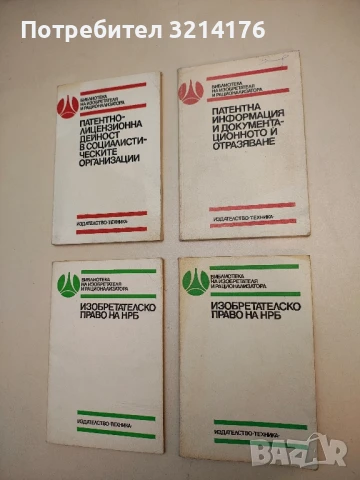 Потребител 3214176
БИБЛИОТЕКА
НА ИЗОБРЕТАТЕЛЯ
И РАЦИОНАЛИЗАТОРА
ПАТЕНТНО-
ЛИЦЕНЗИОННА
ДЕЙНОСТ
В СОЦИАЛИСТИ-
ЧЕСКИТЕ
ОРГАНИЗАЦИИ
ИЗДАТЕЛСТВО•ТЕХНИКА•
БИБЛИОТЕКА
НА ИЗОБРЕТАТЕЛЯ
И РАЦИОНАЛИЗАТОРА
ПАТЕНТНА
ИНФОРМАЦИЯ
И ДОКУМЕНТА-
ЦИОННОТО Й
ОТРАЗЯВАНЕ
ИЗДАТЕЛСТВО•ТЕХНИКА•
БИБЛИОТЕКА
НА ИЗОБРЕТАТЕЛЯ
И РАЦИОНАЛИЗАТОРА
ИЗОБРЕТАТЕЛСКО
ПРАВО НА НРБ
ИЗДАТЕЛСТВО•ТЕХНИКА•
БИБЛИОТЕКА
НА ИЗОБРЕТАТЕЛЯ
И РАЦИОНАЛИЗАТОРА
ИЗОБРЕТАТЕЛСКО
ПРАВО НА НРБ
ИЗДАТЕЛСТВО•ТЕХНИКА•
BAZAR